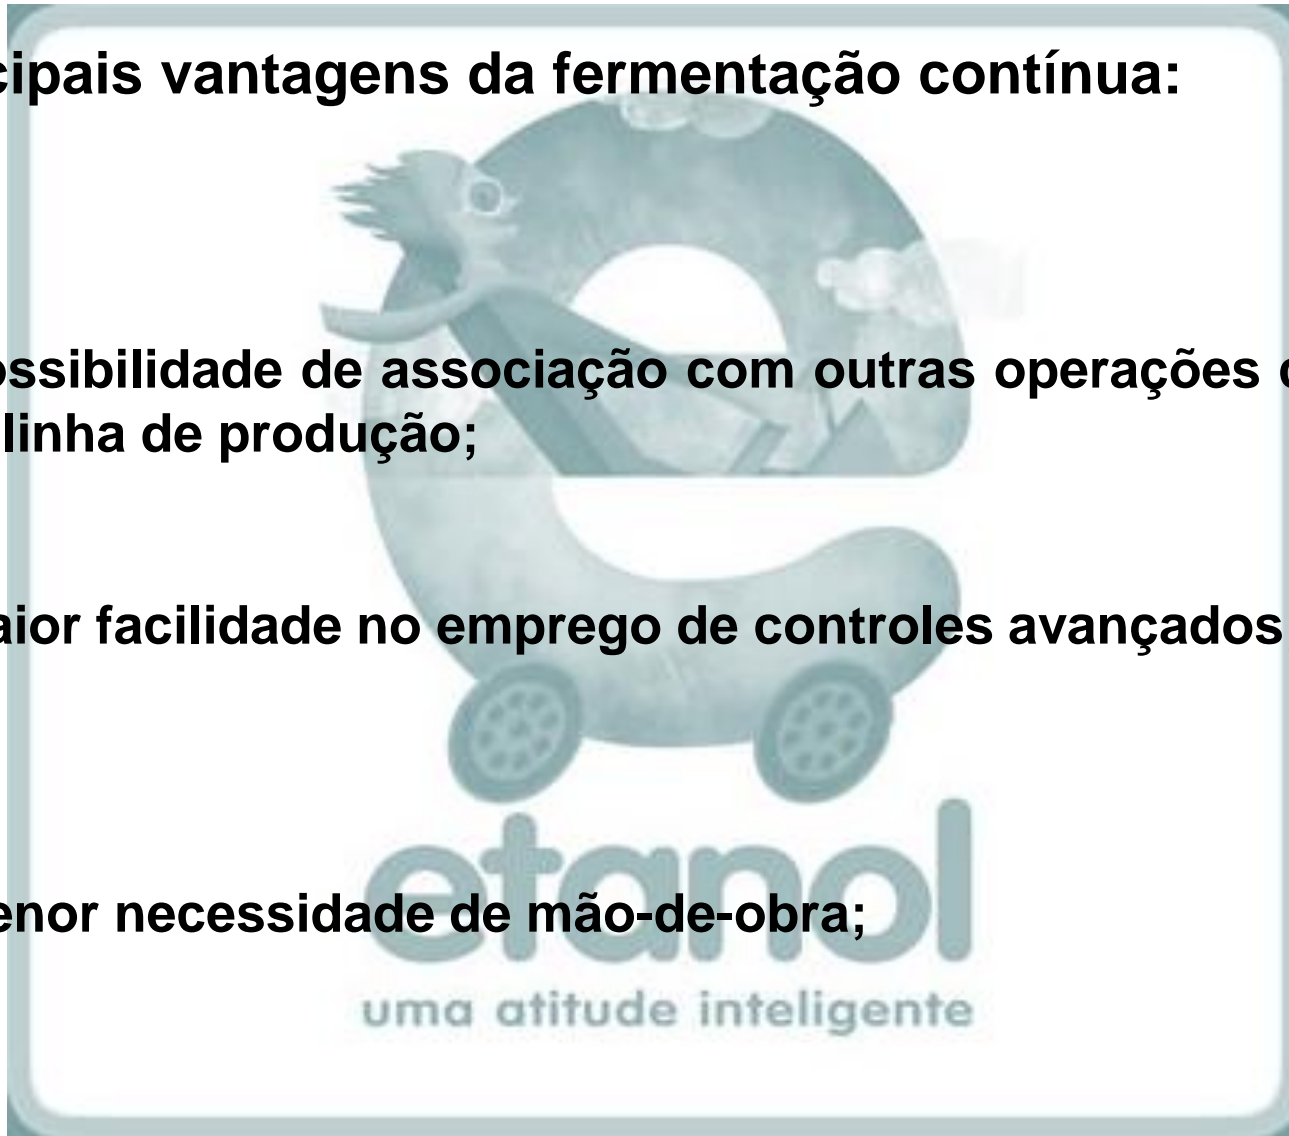 cipais vantagens da fermentação contínua:
ossibilidade de associação com outras operações
linha de produção;
aior facilidade no emprego de controles avançados
enor necessidade de mão-de-obra;
etanol
uma atitude inteligente